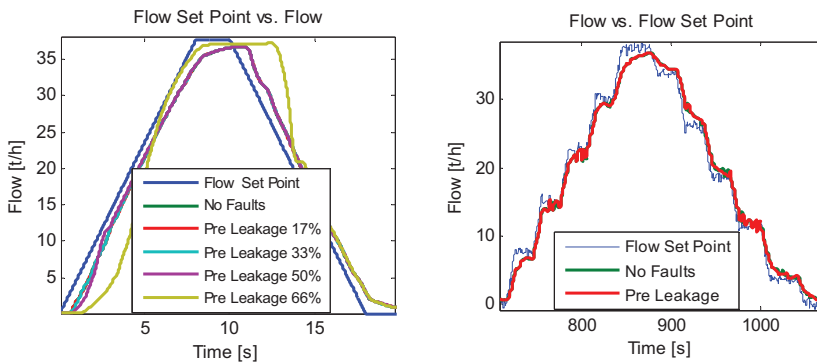 Flow Set Point vs. Flow
35
30
25
20
15
10
5
Flow [t/h]
Flow Set Point
No Faults
Pre Leakage 17%
Pre Leakage 33%
Pre Leakage 50%
Pre Leakage 66%
5
10
15
Time [s]
Flow vs. Flow Set Point
30
20
10
0
Flow [t/h]
Flow Set Point
No Faults
Pre Leakage
800
900
1000
Time [s]